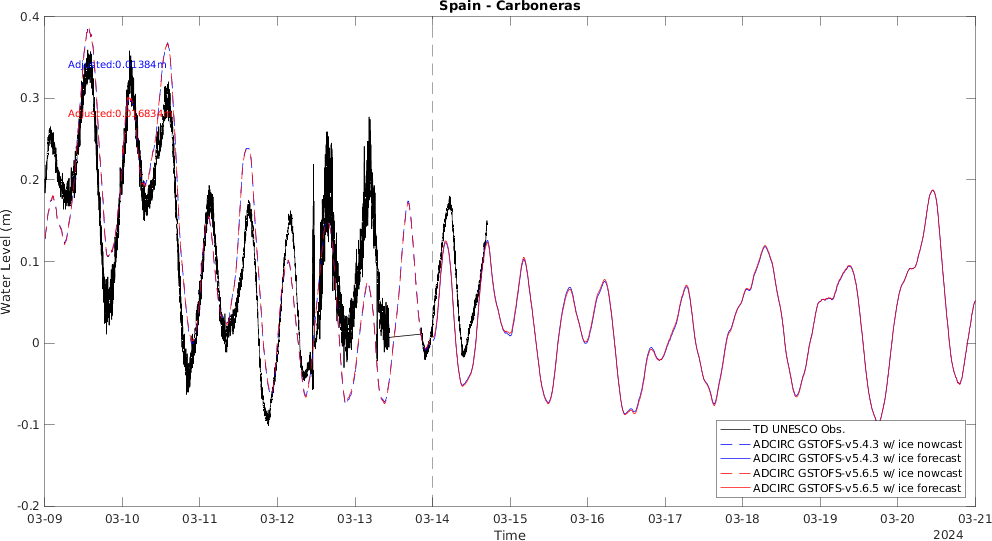 Spain - Carboneras
0.4
0.3
0.2
0.1
0
-0.1
-0.2
Water Level (m)
Adjusted:0.01384m
03-09
03-10
03-11
03-12
03-13
03-14
03-15
03-16
03-17
03-18
03-19
03-20
03-21
Time
2024
TD UNESCO Obs.
ADCIRC GSTOFS-v5.4.3 w/ ice nowcast
ADCIRC GSTOFS-v5.4.3 w/ ice forecast
ADCIRC GSTOFS-v5.6.5 w/ ice nowcast
ADCIRC GSTOFS-v5.6.5 w/ ice forecast